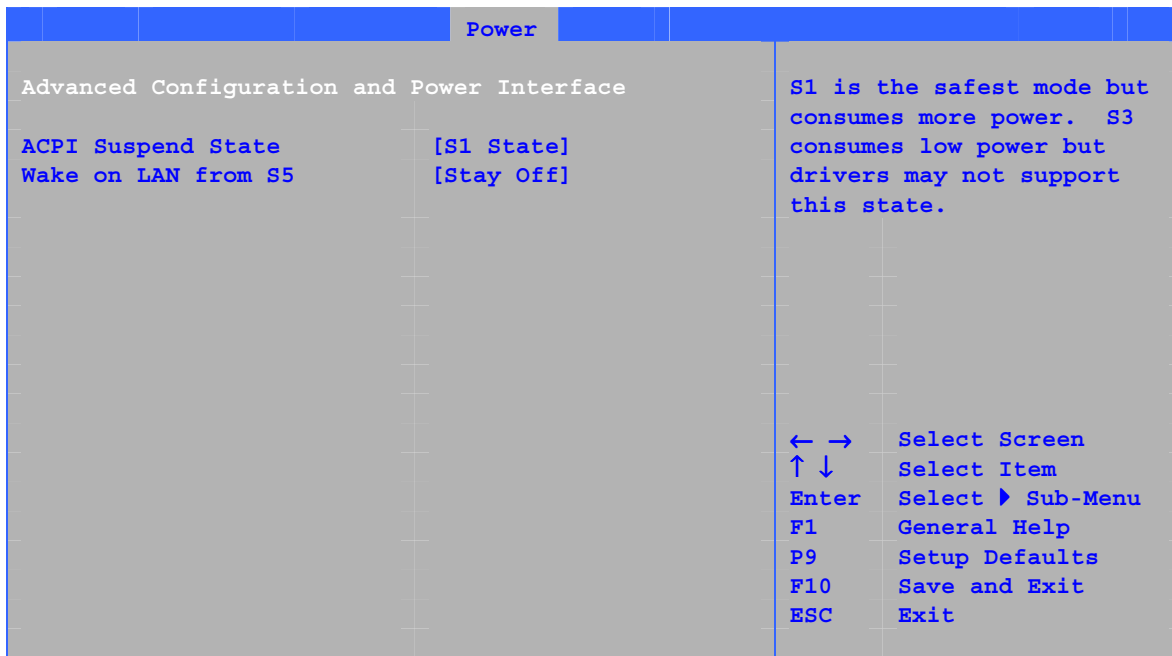 Power
Advanced Configuration and Power Interface
ACPI Suspend State [S1 State]
Wake on LAN from S5 [Stay Off]
S1 is the safest mode but
consumes more power. S3
consumes low power but
drivers may not support
this state.
← → Select Screen
↑ ↓ Select Item
Enter Select ▶ Sub-Menu
F1 General Help
P9 Setup Defaults
F10 Save and Exit
ESC Exit